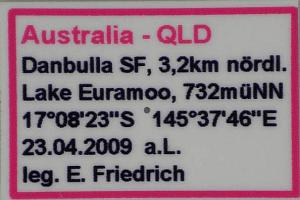 Australia - QLD
Danbulla SF, 3,2km nördl.
Lake Euramoo, 732müNN
17°08'23"S 145°37'46"E
23.04.2009 a.L.
leg. E. Friedrich